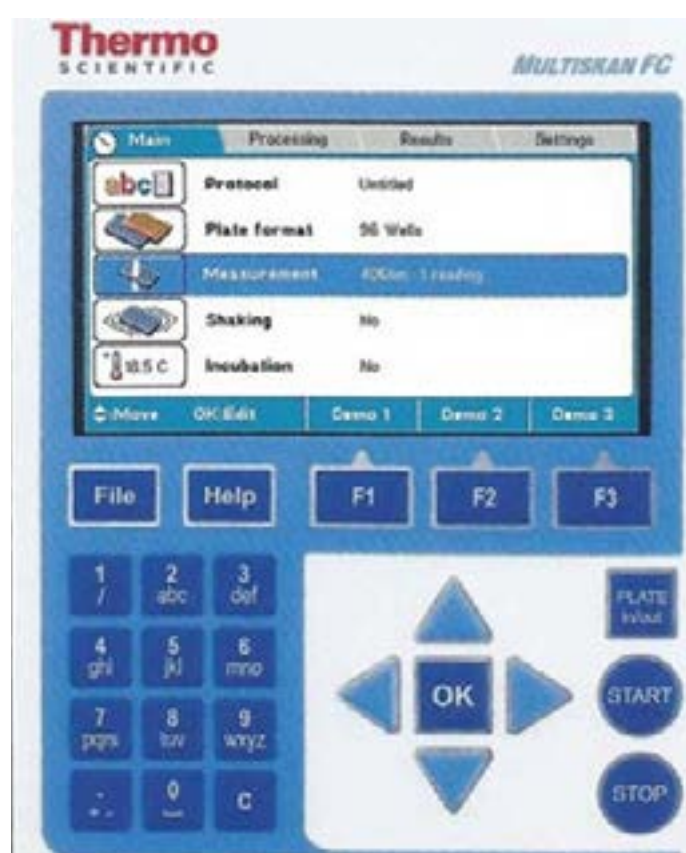 Thermo
SCIENTIFIC
MULTISKAN FC
Main Processing Results Settings
abc Protocol Untitled
Plate format 96 Wells
Measurement 1 reading
Shaking No
Incubation No
Move OK:Edit Demo 1 Demo 2 Demo 3
File Help F1 F2 F3
1 2 3
/ abc def
PLATE
in/out
4 5 6
ghi jkl mno
OK
START
7 8 9
pqrs tuv wxyz
. 0 C
STOP